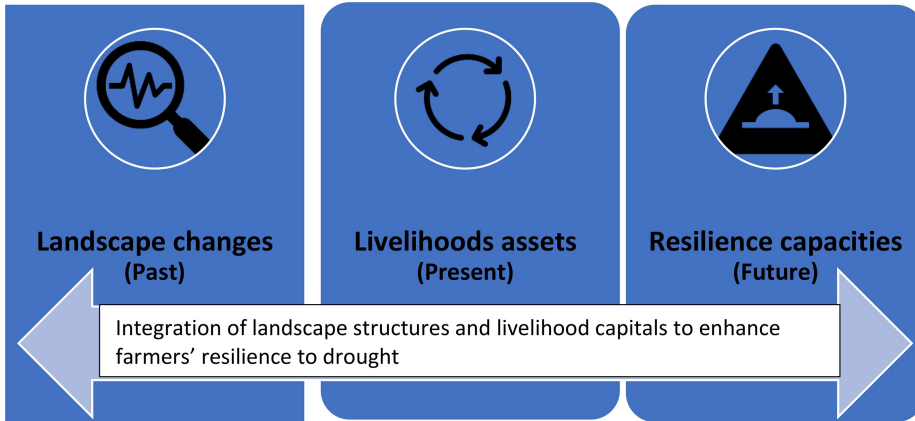 Landscape changes
(Past)
Livelihoods assets
(Present)
Resilience capacities
(Future)
Integration of landscape structures and livelihood capitals to enhance
farmers’ resilience to drought